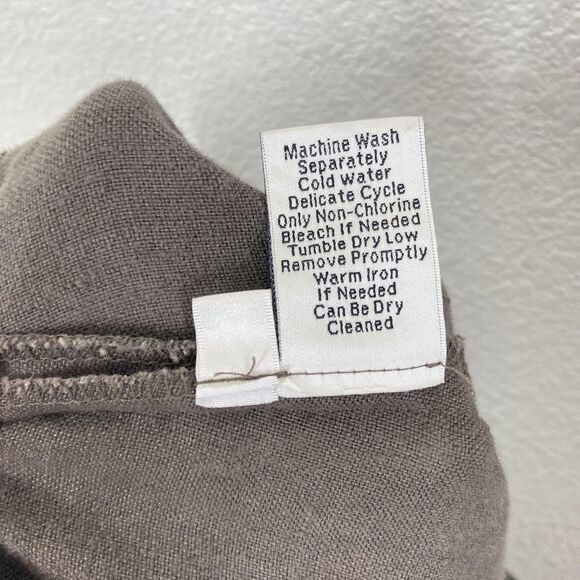 Machine Wash
Separately
Cold Water
Delicate Cycle
Only Non-Chlorine
Bleach If Needed
Tumble Dry Low
Remove Promptly
Warm Iron
If Needed
Can Be Dry
Cleaned